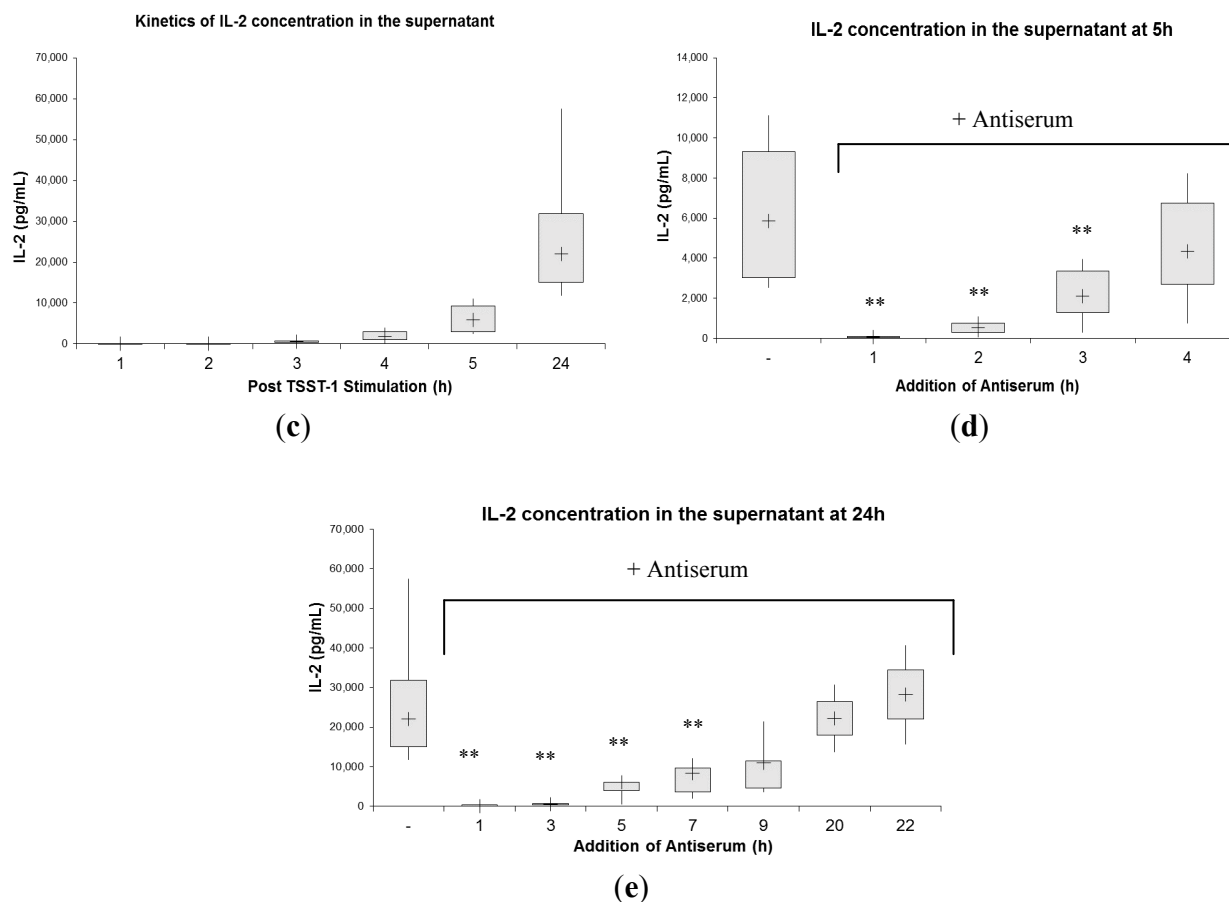 Kinetics of IL-2 concentration in the supernatant
70,000
60,000
50,000
40,000
30,000
20,000
10,000
0
IL-2 (pg/mL)
1 2 3 4 5 24
Post TSST-1 Stimulation (h)
(c)
IL-2 concentration in the supernatant at 5h
14,000
12,000
10,000
8,000
6,000
4,000
2,000
0
IL-2 (pg/mL)
+ Antiserum
** ** **
- 1 2 3 4
Addition of Antiserum (h)
(d)
IL-2 concentration in the supernatant at 24h
70,000
60,000
50,000
40,000
30,000
20,000
10,000
0
IL-2 (pg/mL)
+ Antiserum
** ** ** **
- 1 3 5 7 9 20 22
Addition of Antiserum (h)
(e)